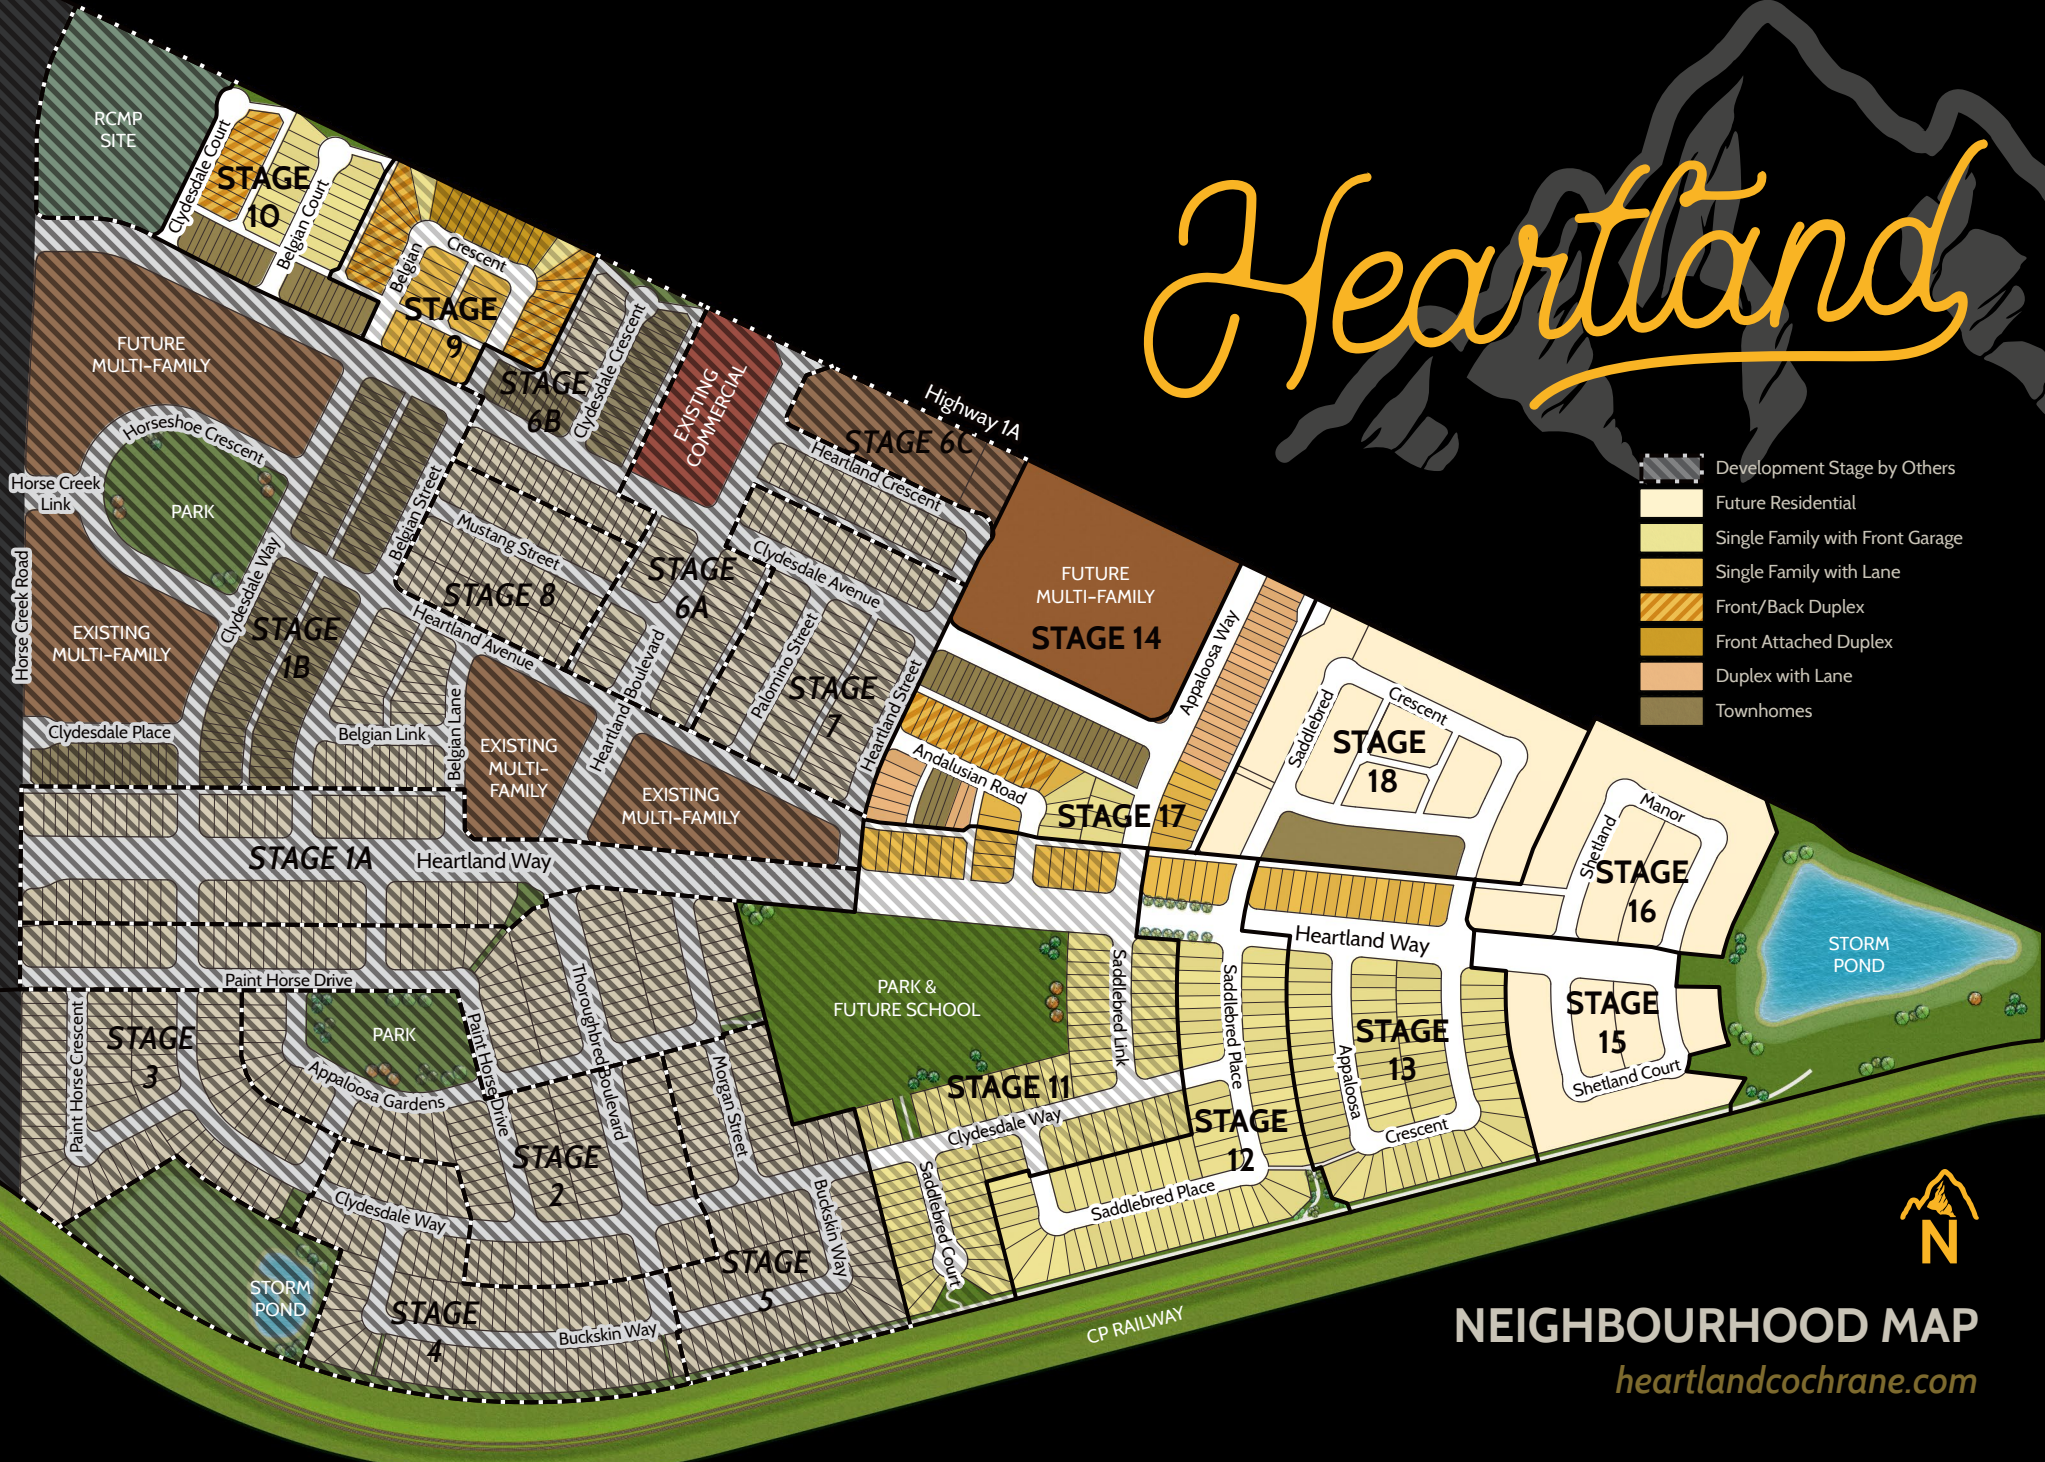 Heartland
Development Stage by Others
Future Residential
Single Family with Front Garage
Single Family with Lane
Front/Back Duplex
Front Attached Duplex
Duplex with Lane
Townhomes
RCMP
SITE
Clydesdale Court
STAGE
10
Belgian Court
Belgian
Crescent
STAGE
9
FUTURE
MULTI-FAMILY
STAGE
6B
Clydesdale Crescent
EXISTING
COMMERCIAL
Highway 1A
STAGE 6C
Heartland Crescent
Horseshoe Crescent
Horse Creek
Link
PARK
Belgian Street
Mustang Street
STAGE 8
STAGE
6A
Clydesdale Avenue
Horse Creek Road
EXISTING
MULTI-FAMILY
Clydesdale Way
STAGE
1B
Heartland Avenue
Heartland Boulevard
Palomino Street
STAGE
7
Heartland Street
FUTURE
MULTI-FAMILY
STAGE 14
Appaloosa Way
Clydesdale Place
Belgian Link
Belgian Lane
EXISTING
MULTI-
FAMILY
EXISTING
MULTI-FAMILY
Andalusian Road
STAGE 17
Saddlebred
Crescent
STAGE
18
Shetland
Manor
STAGE
16
STAGE 1A
Heartland Way
Heartland Way
STORM
POND
Paint Horse Drive
Paint Horse Crescent
STAGE
3
PARK
Appaloosa Gardens
Paint Horse Drive
Thoroughbred Boulevard
Morgan Street
PARK &
FUTURE SCHOOL
Saddlebred Link
STAGE 11
Clydesdale Way
Saddlebred Place
STAGE
12
Appaloosa
Crescent
STAGE
13
STAGE
15
Shetland Court
STAGE
2
Clydesdale Way
Saddlebred Court
Saddlebred Place
Buckskin Way
STAGE
5
STORM
POND
STAGE
4
Buckskin Way
CP RAILWAY
N
NEIGHBOURHOOD MAP
heartlandcochrane.com